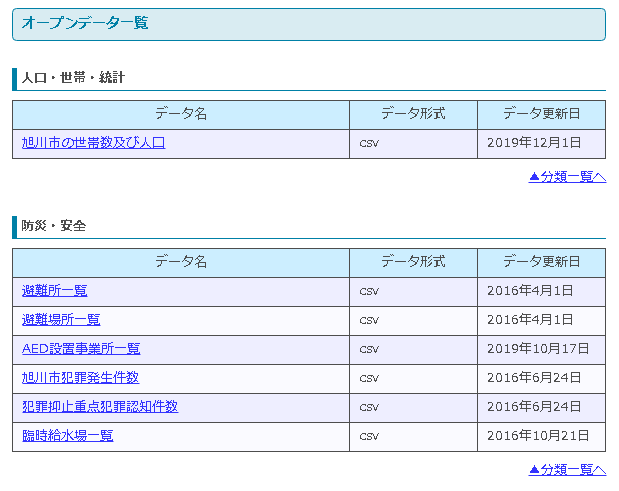 オープンデータ一覧
人口・世帯・統計
データ名 データ形式 データ更新日
旭川市の世帯数及び人口 csv 2019年12月1日
▲分類一覧へ
防災・安全
データ名 データ形式 データ更新日
避難所一覧 csv 2016年4月1日
避難場所一覧 csv 2016年4月1日
AED設置事業所一覧 csv 2019年10月17日
旭川市犯罪発生件数 csv 2016年6月24日
犯罪抑止重点犯罪認知件数 csv 2016年6月24日
臨時給水場一覧 csv 2016年10月21日
▲分類一覧へ